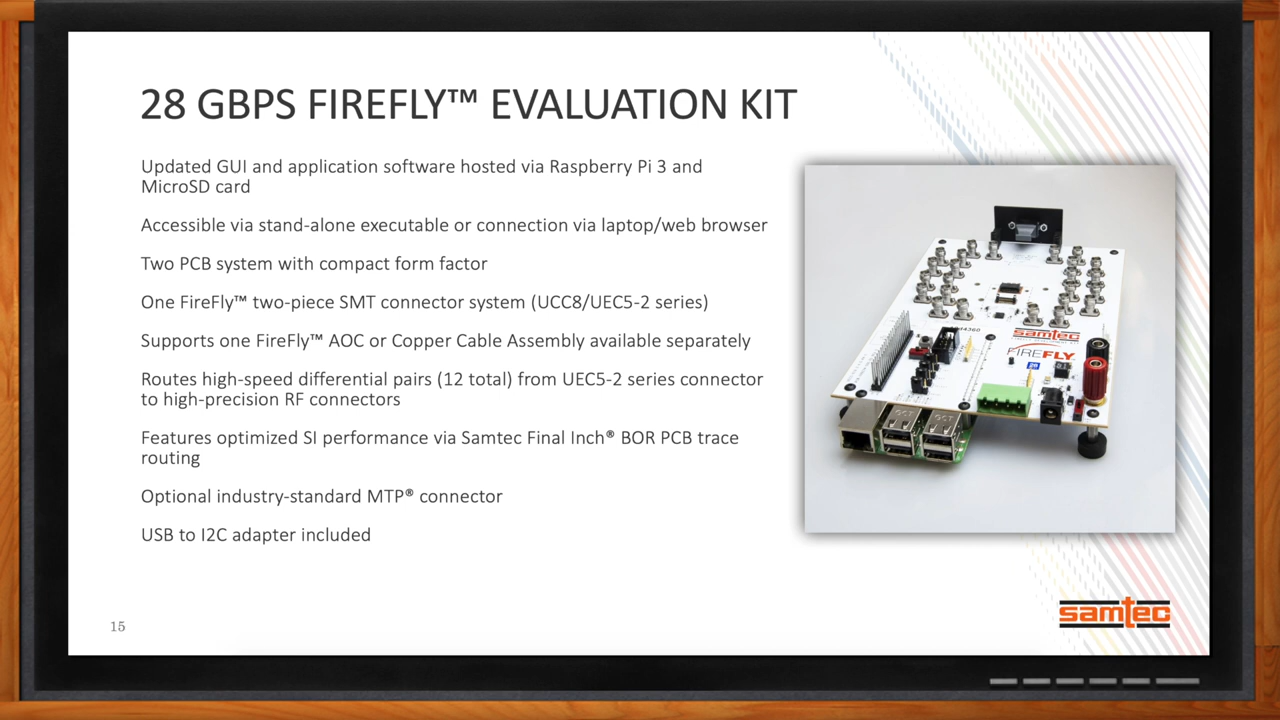 28 GBPS FIREFLY™ EVALUATION KIT
Updated GUI and application software hosted via Raspberry Pi 3 and
MicroSD card
Accessible via stand-alone executable or connection via laptop/web browser
Two PCB system with compact form factor
One FireFly™ two-piece SMT connector system (UCC8/UEC5-2 series)
Supports one FireFly™ AOC or Copper Cable Assembly available separately
Routes high-speed differential pairs (12 total) from UEC5-2 series connector
to high-precision RF connectors
Features optimized SI performance via Samtec Final Inch® BOR PCB trace
routing
Optional industry-standard MTP® connector
USB to I2C adapter included
samtec
FIREFLY
15
samtec